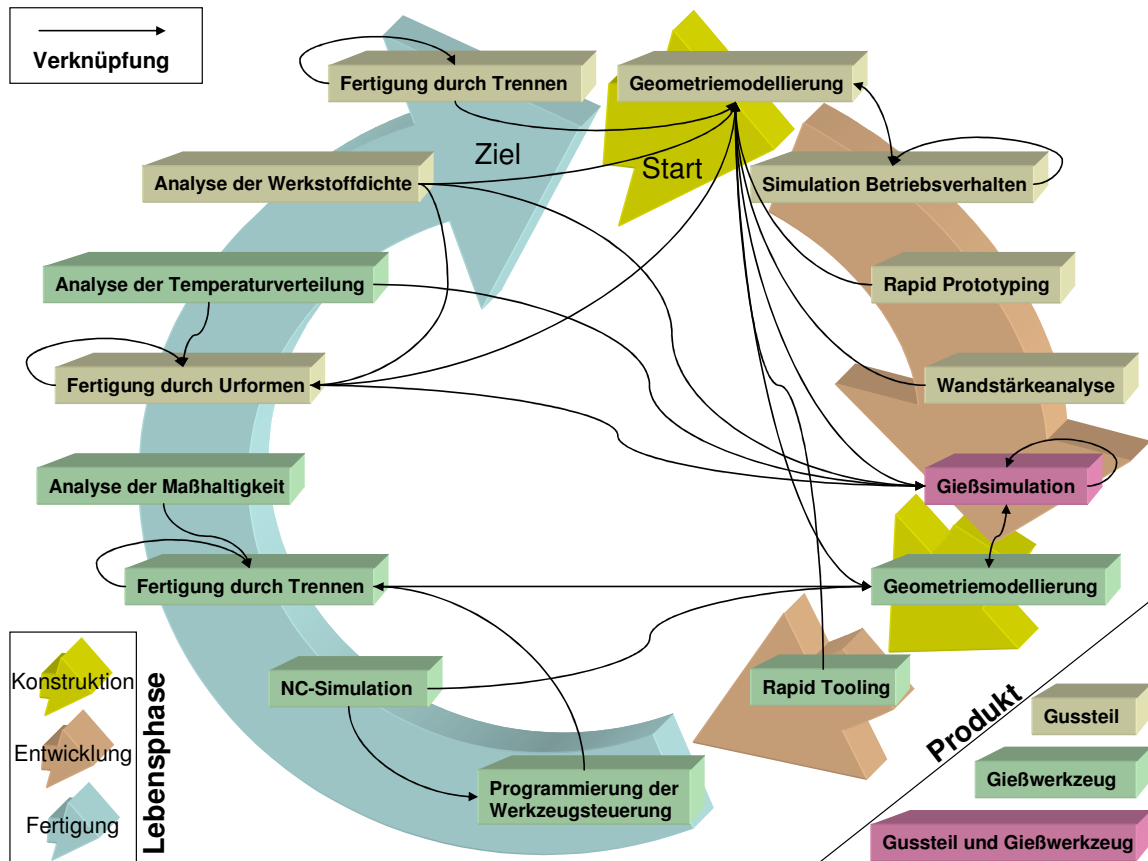 Verknüpfung
Fertigung durch Trennen
Geometriemodellierung
Ziel
Start
Analyse der Werkstoffdichte
Simulation Betriebsverhalten
Analyse der Temperaturverteilung
Rapid Prototyping
Fertigung durch Urformen
Wandstärkeanalyse
Analyse der Maßhaltigkeit
Gießsimulation
Fertigung durch Trennen
Geometriemodellierung
NC-Simulation
Rapid Tooling
Programmierung der
Werkzeugsteuerung
Konstruktion
Entwicklung
Fertigung
Lebensphase
Produkt
Gussteil
Gießwerkzeug
Gussteil und Gießwerkzeug